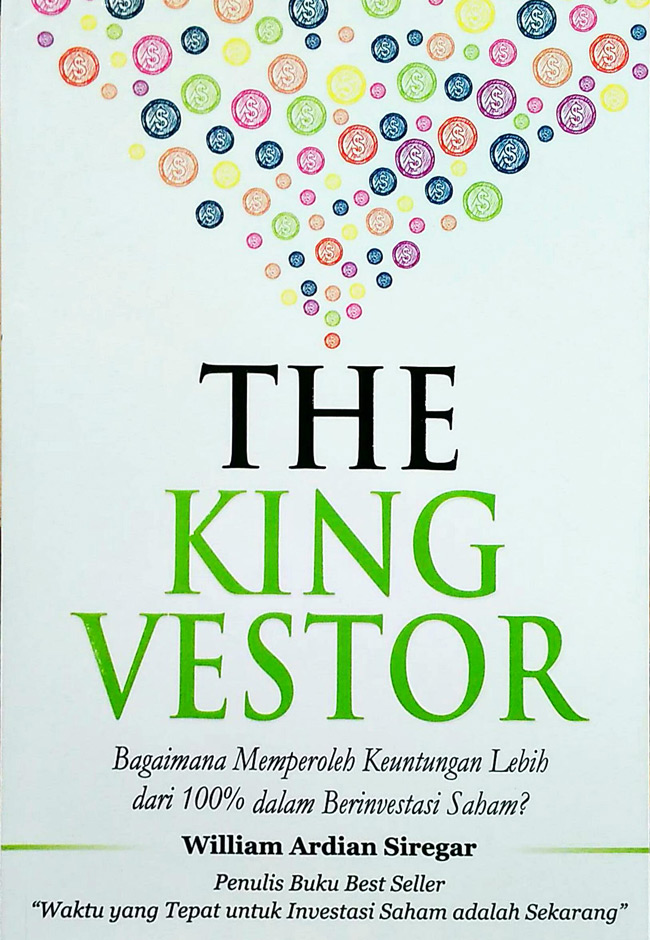 THE
KING
VESTOR
Bagaimana Memperoleh Keuntungan Lebih
dari 100% dalam Berinvestasi Saham?
William Ardian Siregar
Penulis Buku Best Seller
“Waktu yang Tepat untuk Investasi Saham adalah Sekarang”